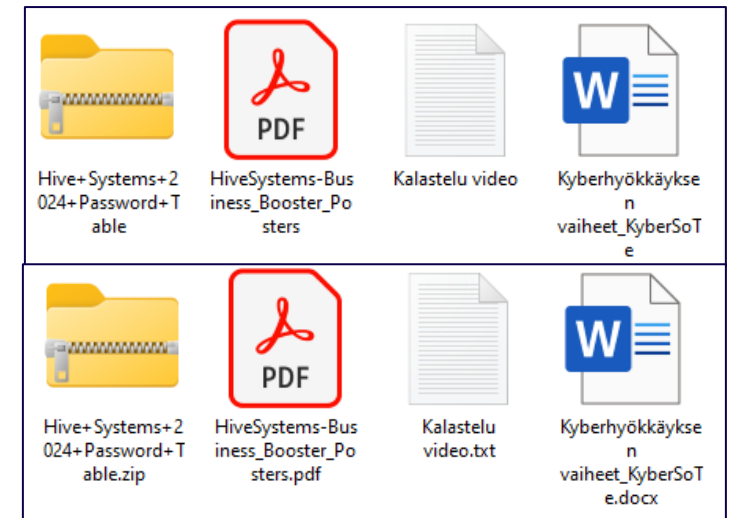 PDF
W
Hive+Systems+2
024+Password+T
able
HiveSystems-Bus
iness_Booster_Po
sters
Kalastelu video
Kyberhyökkäykse
n
vaiheet_KyberSoT
e
PDF
W
Hive+Systems+2
024+Password+T
able.zip
HiveSystems-Bus
iness_Booster_Po
sters.pdf
Kalastelu
video.txt
Kyberhyökkäykse
n
vaiheet_KyberSoT
e.docx